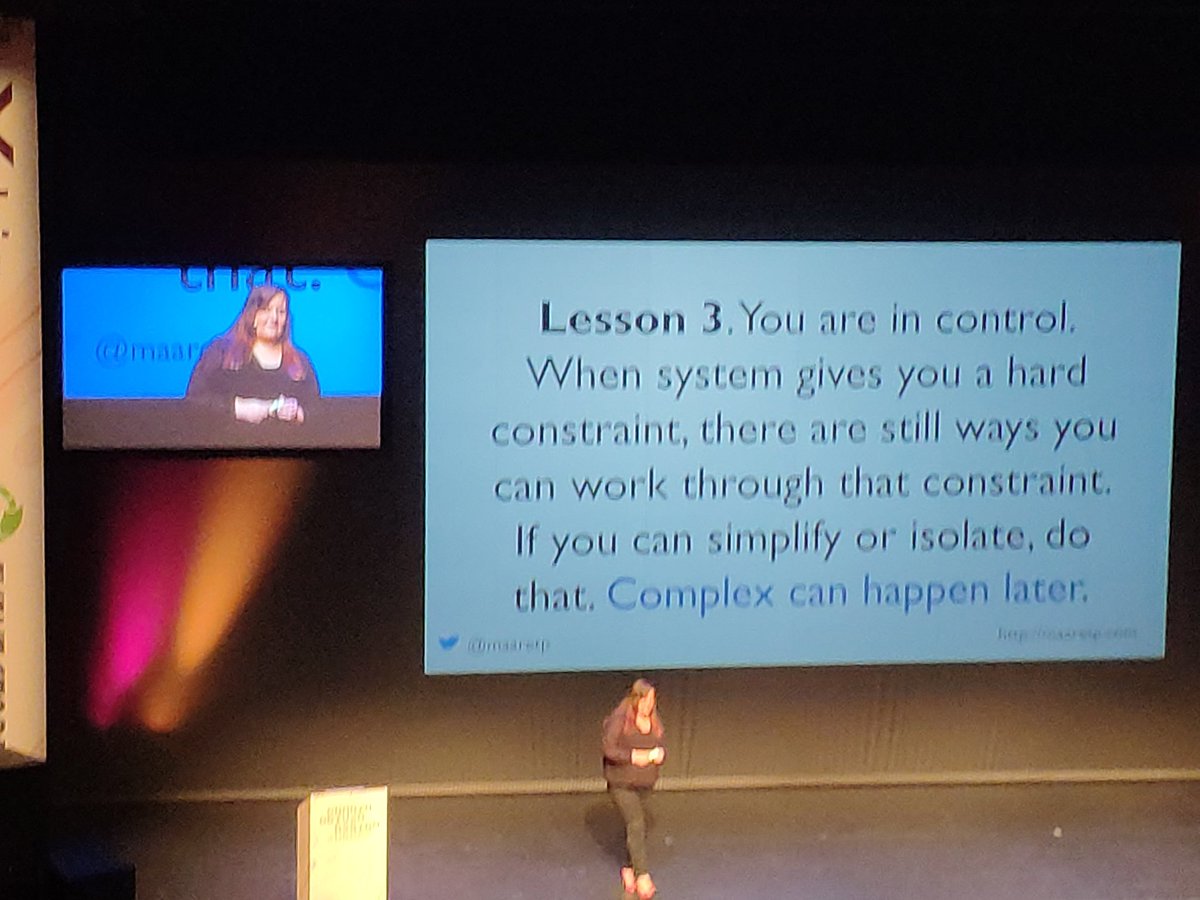 that.
@maar
Lesson 3. You are in control.
When system gives you a hard
constraint, there are still ways you
can work through that constraint.
If you can simplify or isolate, do
that. Complex can happen later.
@maaretp
http://maaretp.com